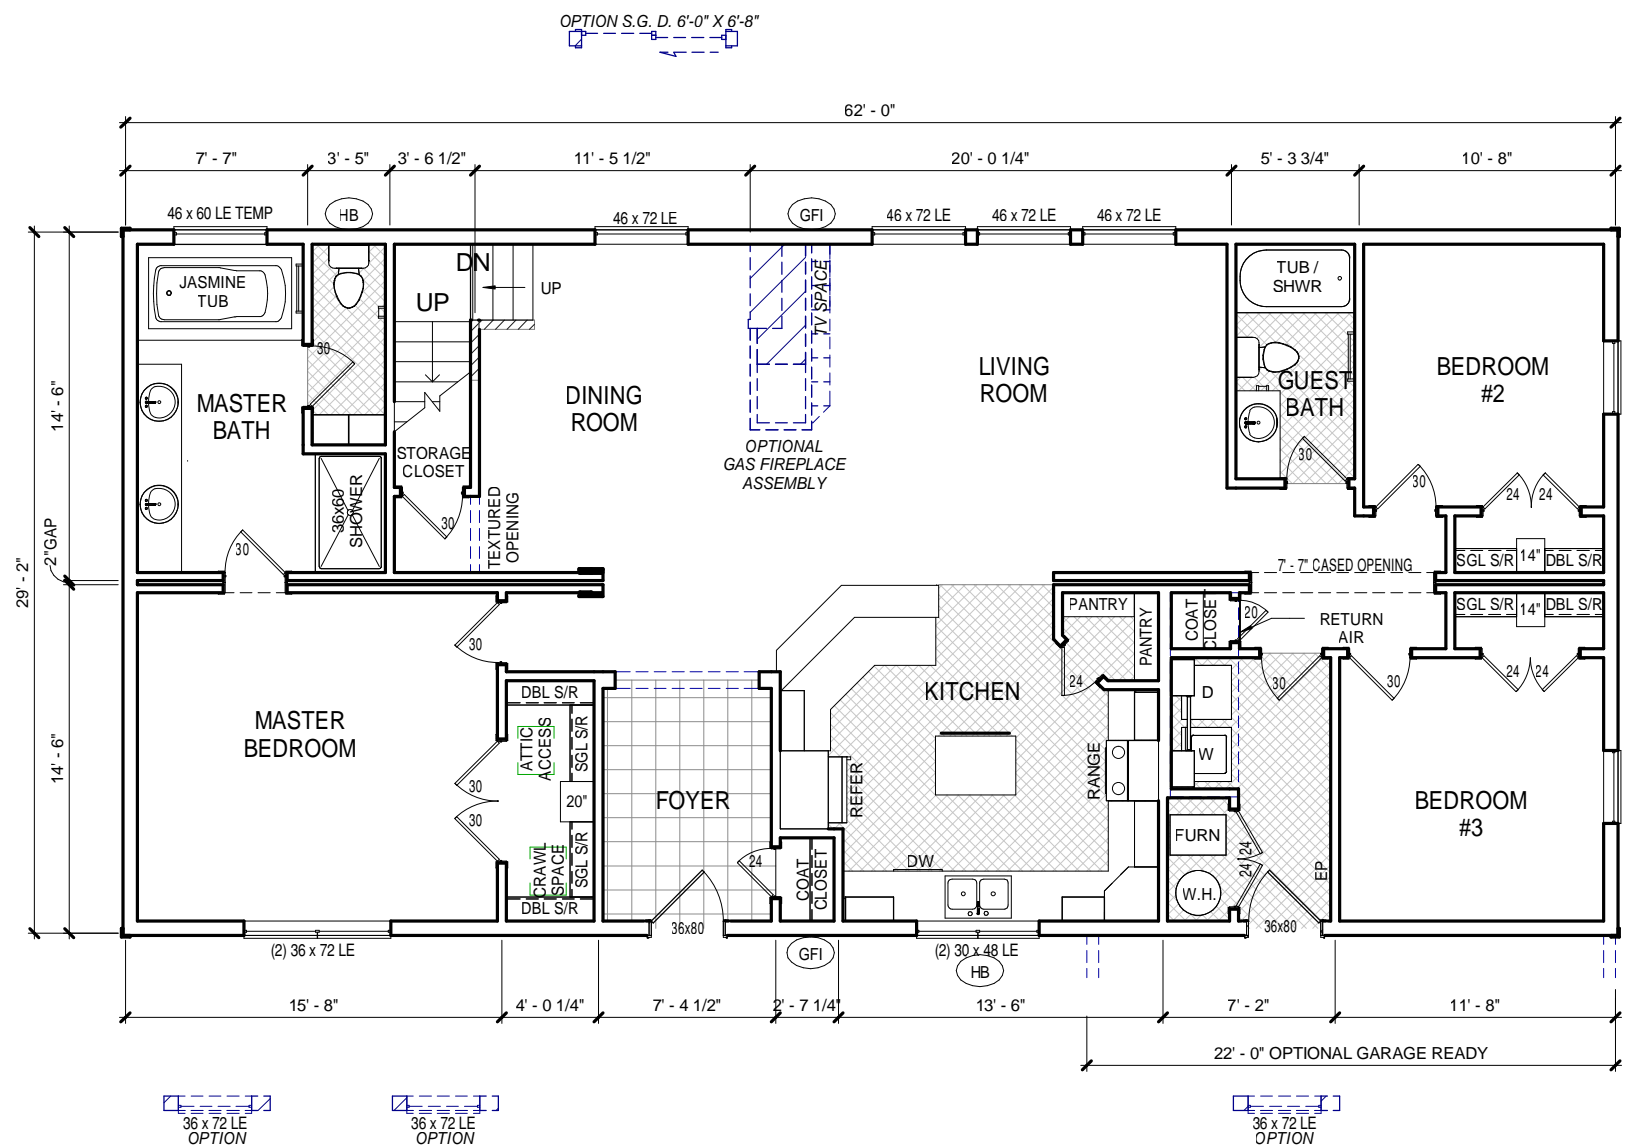 OPTION S.G. D. 6'-0" X 6'-8"
62' - 0"
7' - 7"
3' - 5"
3' - 6 1/2"
11' - 5 1/2"
20' - 0 1/4"
5' - 3 3/4"
10' - 8"
46 x 60 LE TEMP
HB
46 x 72 LE
GFI
46 x 72 LE
46 x 72 LE
46 x 72 LE
29' - 2"
14' - 6"
2"GAP
14' - 6"
JASMINE
TUB
30
MASTER
BATH
36x60
SHOWER
30
DN
UP
UP
STORAGE
CLOSET
30
TEXTURED
OPENING
DINING
ROOM
TV SPACE
OPTIONAL
GAS FIREPLACE
ASSEMBLY
LIVING
ROOM
TUB /
SHWR
GUEST
BATH
30
BEDROOM
#2
30
24
24
SGL S/R
14"
DBL S/R
7' - 7" CASED OPENING
SGL S/R
14"
DBL S/R
PANTRY
PANTRY
24
COAT
CLOSE
20
RETURN
AIR
30
30
24
24
30
MASTER
BEDROOM
30
30
DBL S/R
ATTIC
ACCESS
SGL S/R
20"
CRAWL
SPACE
SGL S/R
DBL S/R
FOYER
24
COAT
CLOSET
36x80
KITCHEN
REFER
RANGE
DW
D
W
FURN
W.H.
24
24
EP
36x80
BEDROOM
#3
(2) 36 x 72 LE
GFI
(2) 30 x 48 LE
HB
15' - 8"
4' - 0 1/4"
7' - 4 1/2"
2' - 7 1/4"
13' - 6"
7' - 2"
11' - 8"
22' - 0" OPTIONAL GARAGE READY
36 x 72 LE
OPTION
36 x 72 LE
OPTION
36 x 72 LE
OPTION